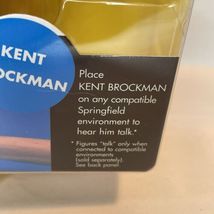 KENT
OCKMAN
Place
KENT BROCKMAN
on any compatible
Springfield
environment to
hear him talk.*
* Figures "talk" only when
connected to compatible
environments
(sold separately).
See back panel